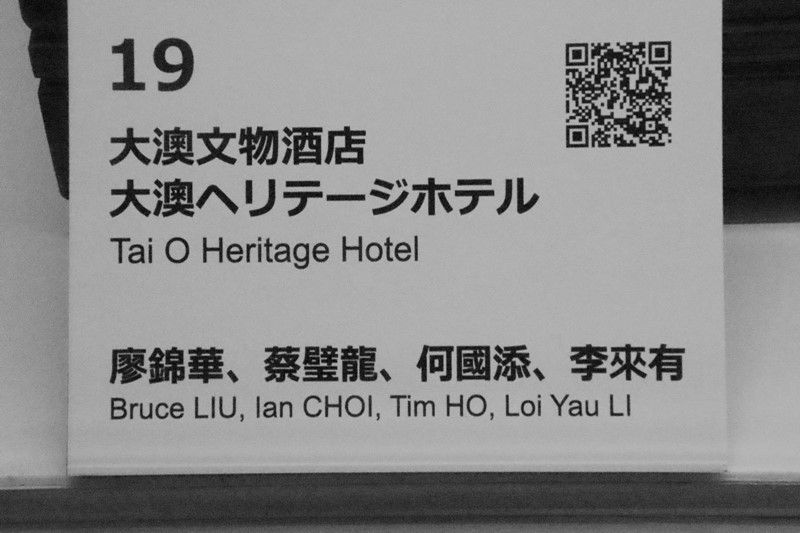 19
大澳文物酒店
大澳ヘリテージホテル
Tai O Heritage Hotel
廖錦華、蔡璧龍、何國添、李來有
Bruce LIU, Ian CHOI, Tim HO, Loi Yau LI